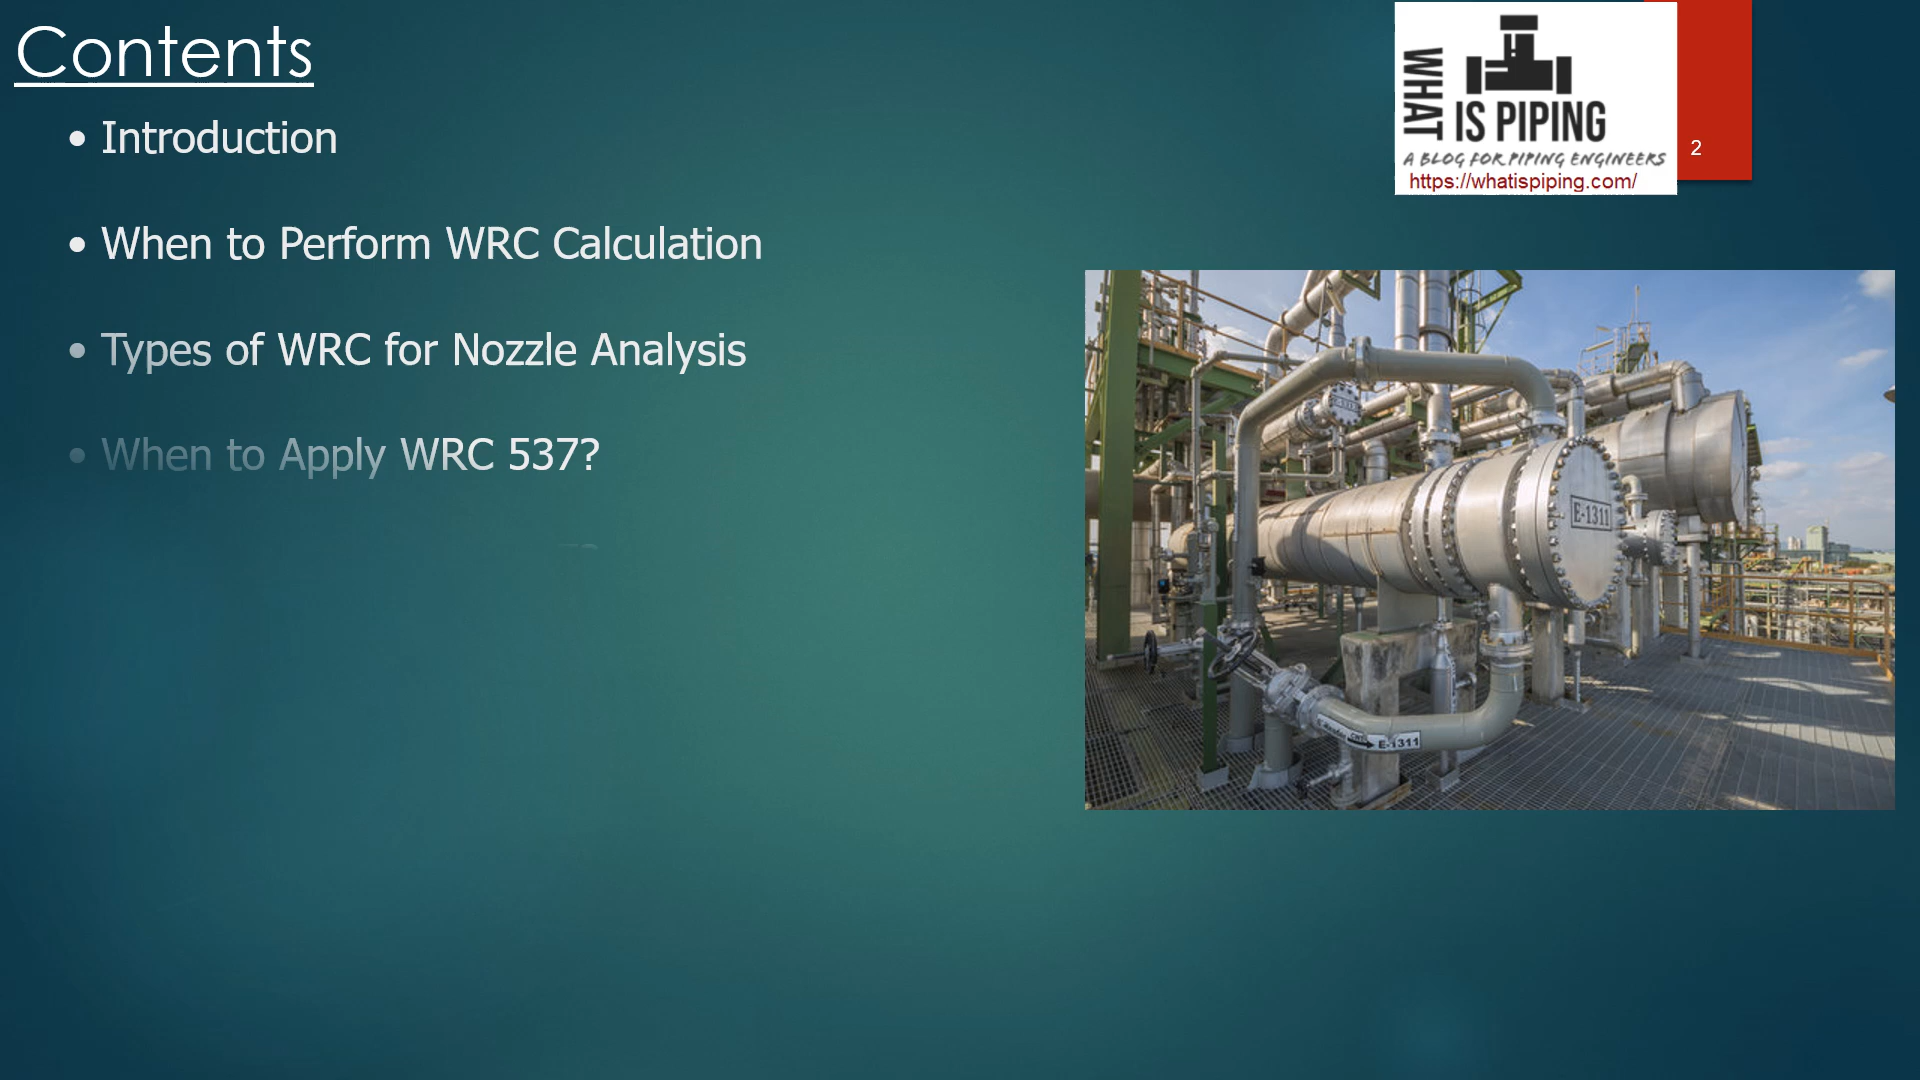 Contents
• Introduction
• When to Perform WRC Calculation
• Types of WRC for Nozzle Analysis
• When to Apply WRC 537?
WHAT
IS PIPING
A BLOG FOR PIPING ENGINEERS
https://whatispiping.com/
2
E-1311
E-1311